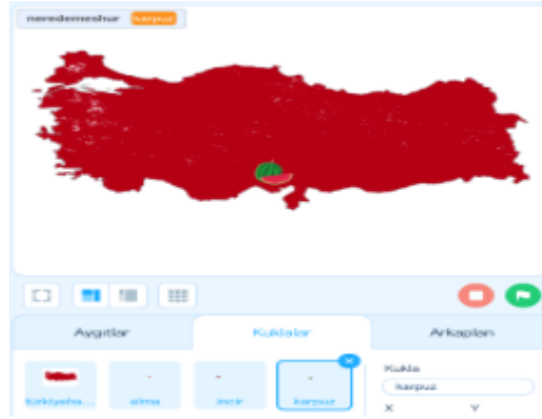 neredemeshur karpuz
Aygıtlar Kuklalar Arkaplan
türkiyeha... elma incir karpuz
Kukla
karpuz
X Y